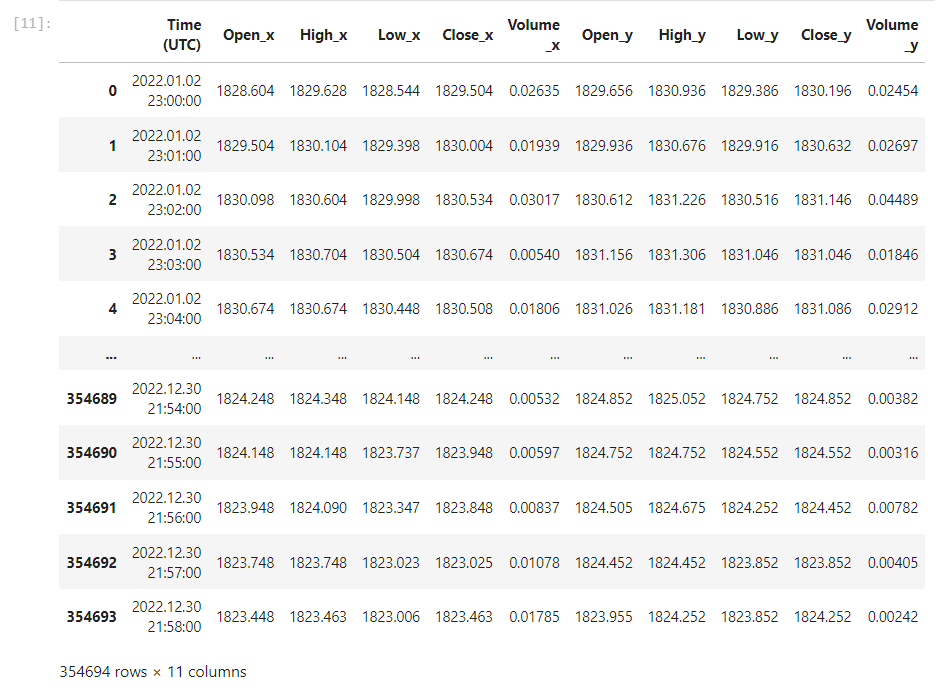 [11]:
Time (UTC) Open_x High_x Low_x Close_x Volume_x Open_y High_y Low_y Close_y Volume_y
0 2022.01.02 23:00:00 1828.604 1829.628 1828.544 1829.504 0.02635 1829.656 1830.936 1829.386 1830.196 0.02454
1 2022.01.02 23:01:00 1829.504 1830.104 1829.398 1830.004 0.01939 1829.936 1830.676 1829.916 1830.632 0.02697
2 2022.01.02 23:02:00 1830.098 1830.604 1829.998 1830.534 0.03017 1830.612 1831.226 1830.516 1831.146 0.04489
3 2022.01.02 23:03:00 1830.534 1830.704 1830.504 1830.674 0.00540 1831.156 1831.306 1831.046 1831.046 0.01846
4 2022.01.02 23:04:00 1830.674 1830.674 1830.448 1830.508 0.01806 1831.026 1831.181 1830.886 1831.086 0.02912
... ... ... ... ... ... ... ... ... ... ... ...
354689 2022.12.30 21:54:00 1824.248 1824.348 1824.148 1824.248 0.00532 1824.852 1825.052 1824.752 1824.852 0.00382
354690 2022.12.30 21:55:00 1824.148 1824.148 1823.737 1823.948 0.00597 1824.752 1824.752 1824.552 1824.552 0.00316
354691 2022.12.30 21:56:00 1823.948 1824.090 1823.347 1823.848 0.00837 1824.505 1824.675 1824.252 1824.452 0.00782
354692 2022.12.30 21:57:00 1823.748 1823.748 1823.023 1823.025 0.01078 1824.452 1824.452 1823.852 1823.852 0.00405
354693 2022.12.30 21:58:00 1823.448 1823.463 1823.006 1823.463 0.01785 1823.955 1824.252 1823.852 1824.252 0.00242
354694 rows × 11 columns